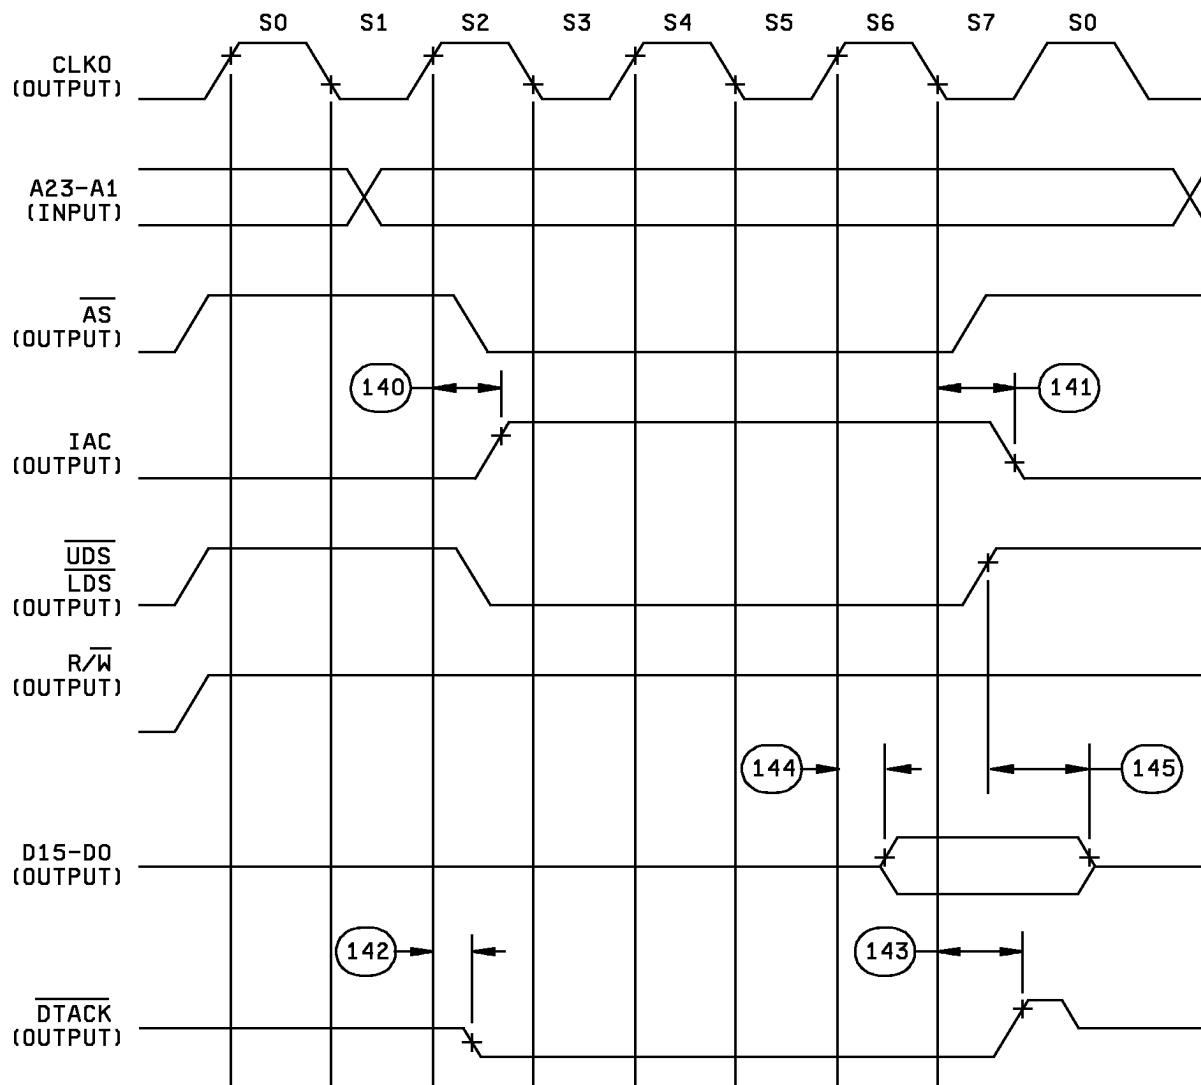 S0 S1 S2 S3 S4 S5 S6 S7 S0
CLKO
(OUTPUT)
A23-A1
(INPUT)
AS
(OUTPUT)
140 141
IAC
(OUTPUT)
UDS
LDS
(OUTPUT)
R/W
(OUTPUT)
144 145
D15-D0
(OUTPUT)
142 143
DTACK
(OUTPUT)